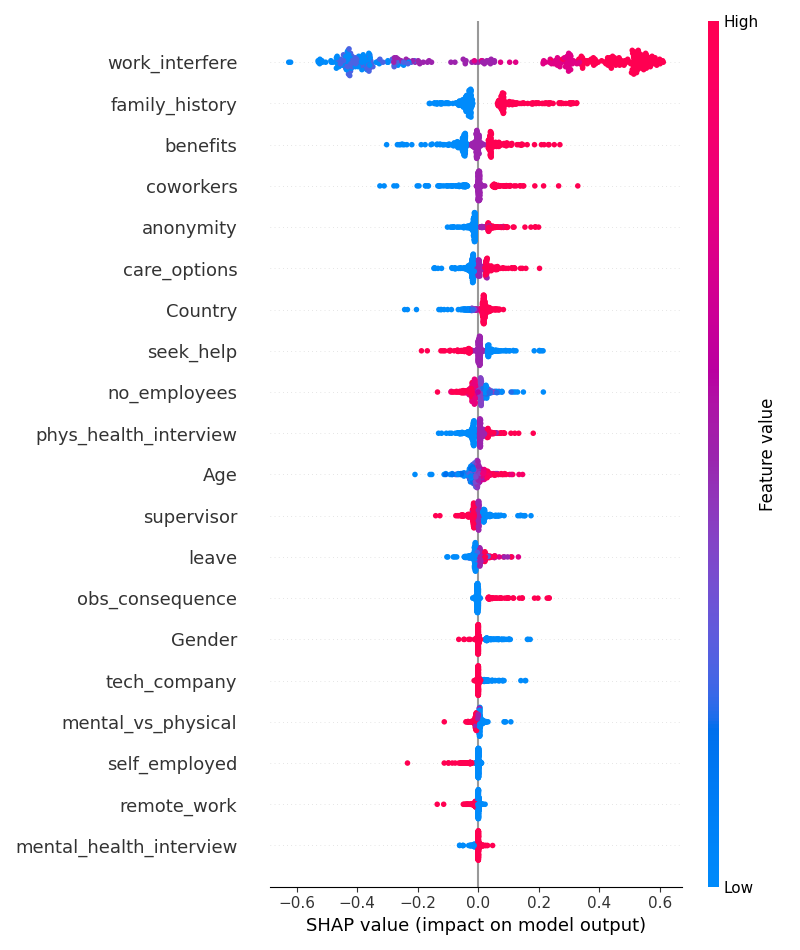 High
work_interfere
family_history
benefits
coworkers
anonymity
care_options
Country
seek_help
no_employees
phys_health_interview
Age
supervisor
leave
obs_consequence
Gender
tech_company
mental_vs_physical
self_employed
remote_work
mental_health_interview
Feature value
Low
−0.6 −0.4 −0.2 0.0 0.2 0.4 0.6
SHAP value (impact on model output)